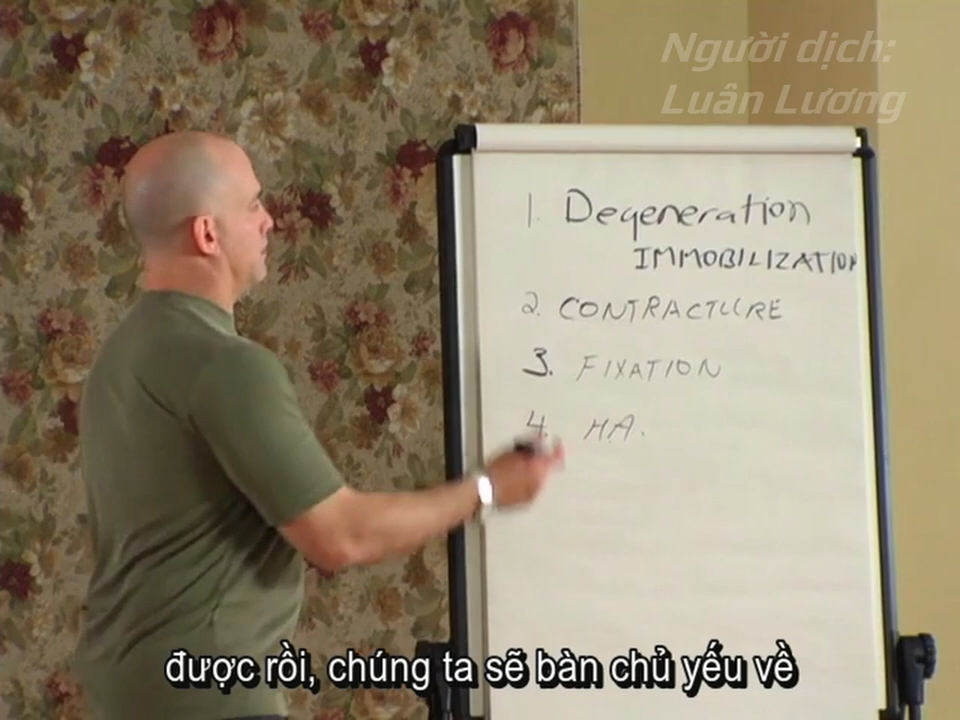 Người dịch:
Luân Lương
1. Degeneration
IMMOBILIZATION
2. CONTRACTURE
3. FIXATION
4. H.A.
được rồi, chúng ta sẽ bàn chủ yếu về